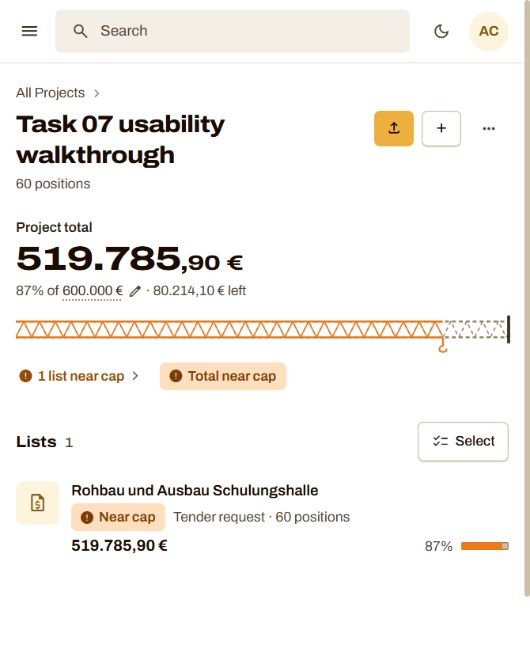 Search
AC
All Projects
Task 07 usability
walkthrough
60 positions
Project total
519.785,90 €
87% of 600.000 € · 80.214,10 € left
1 list near cap
Total near cap
Lists 1
Select
Rohbau und Ausbau Schulungshalle
Near cap Tender request · 60 positions
519.785,90 €
87%